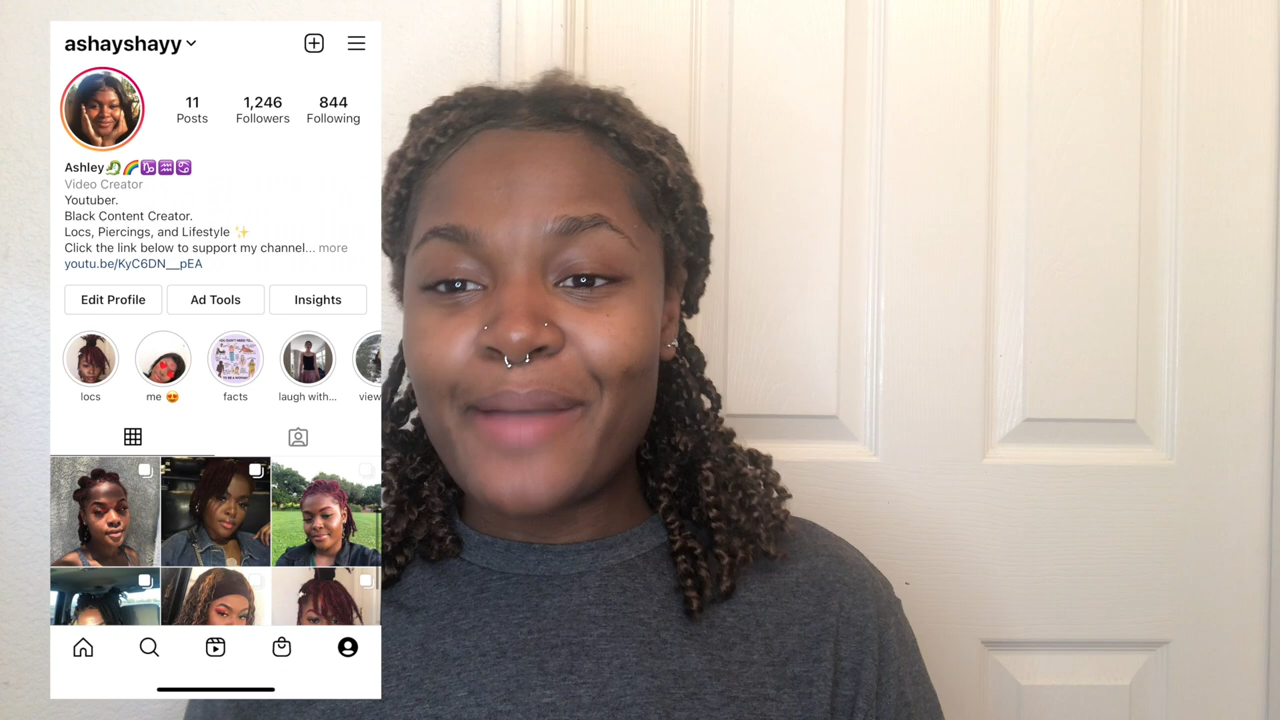 ashayshayy
11 1,246 844
Posts Followers Following
Ashley🐉🌈♑♒♋
Video Creator
Youtuber.
Black Content Creator.
Locs, Piercings, and Lifestyle ✨
Click the link below to support my channel... more
youtu.be/KyC6DN__pEA
Edit Profile Ad Tools Insights
locs me 😍 facts laugh with... view